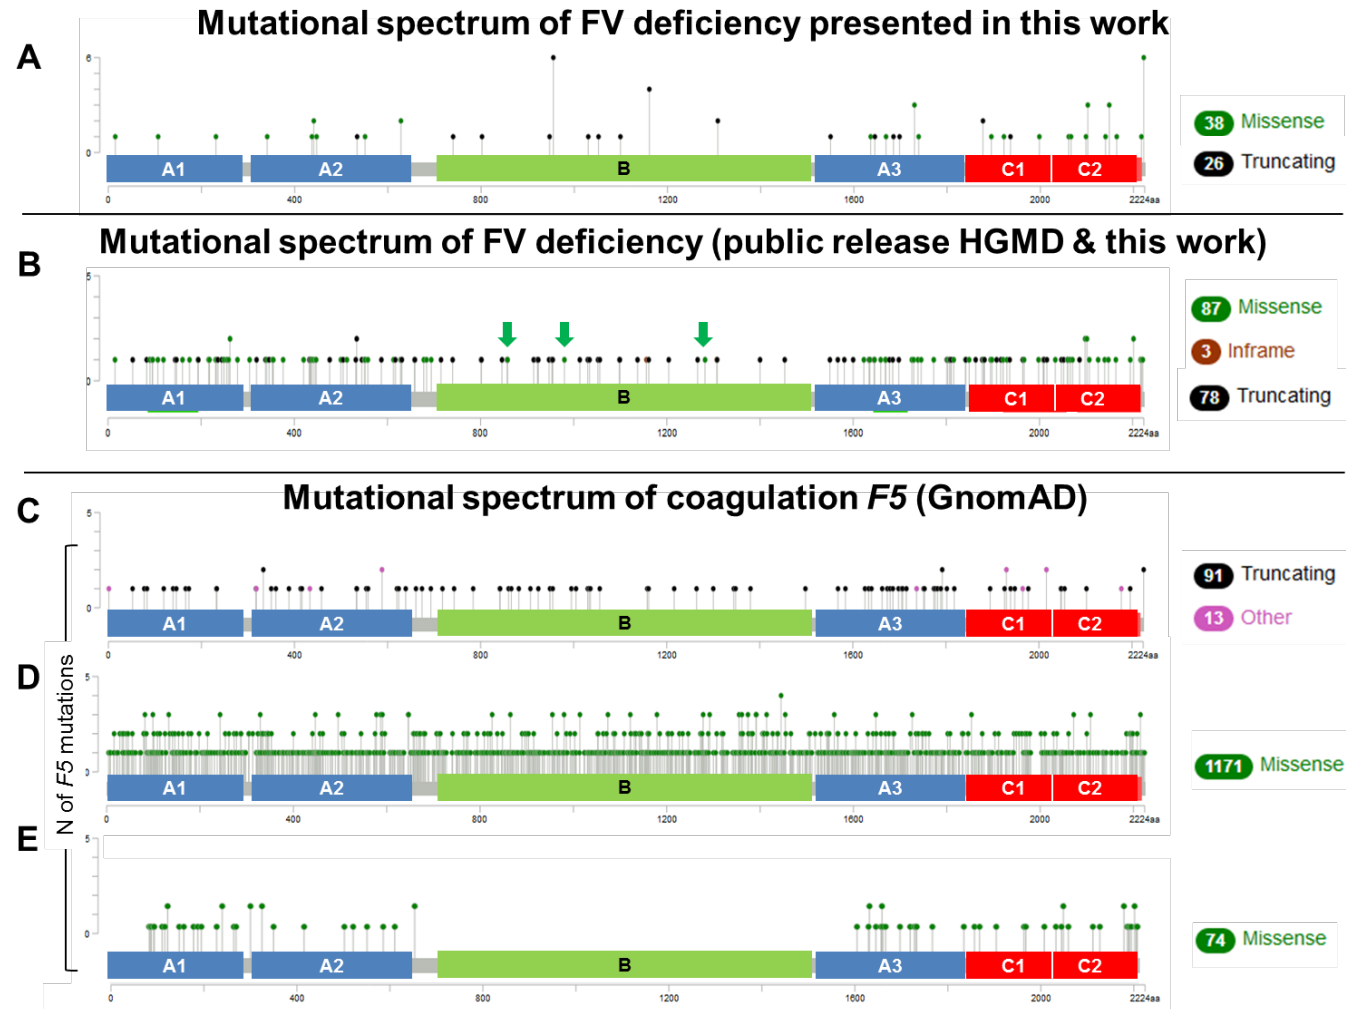 Mutational spectrum of FV deficiency presented in this work
A
6
0
A1 A2 B A3 C1 C2
0 400 800 1200 1600 2000 2224aa
38 Missense
26 Truncating
Mutational spectrum of FV deficiency (public release HGMD & this work)
B
5
0
A1 A2 B A3 C1 C2
0 400 800 1200 1600 2000 2224aa
87 Missense
3 Inframe
78 Truncating
Mutational spectrum of coagulation F5 (GnomAD)
C
5
0
A1 A2 B A3 C1 C2
0 400 800 1200 1600 2000 2224aa
91 Truncating
13 Other
N of F5 mutations
D
5
0
A1 A2 B A3 C1 C2
0 400 800 1200 1600 2000 2224aa
1171 Missense
E
5
0
A1 A2 B A3 C1 C2
0 400 800 1200 1600 2000 2224aa
74 Missense